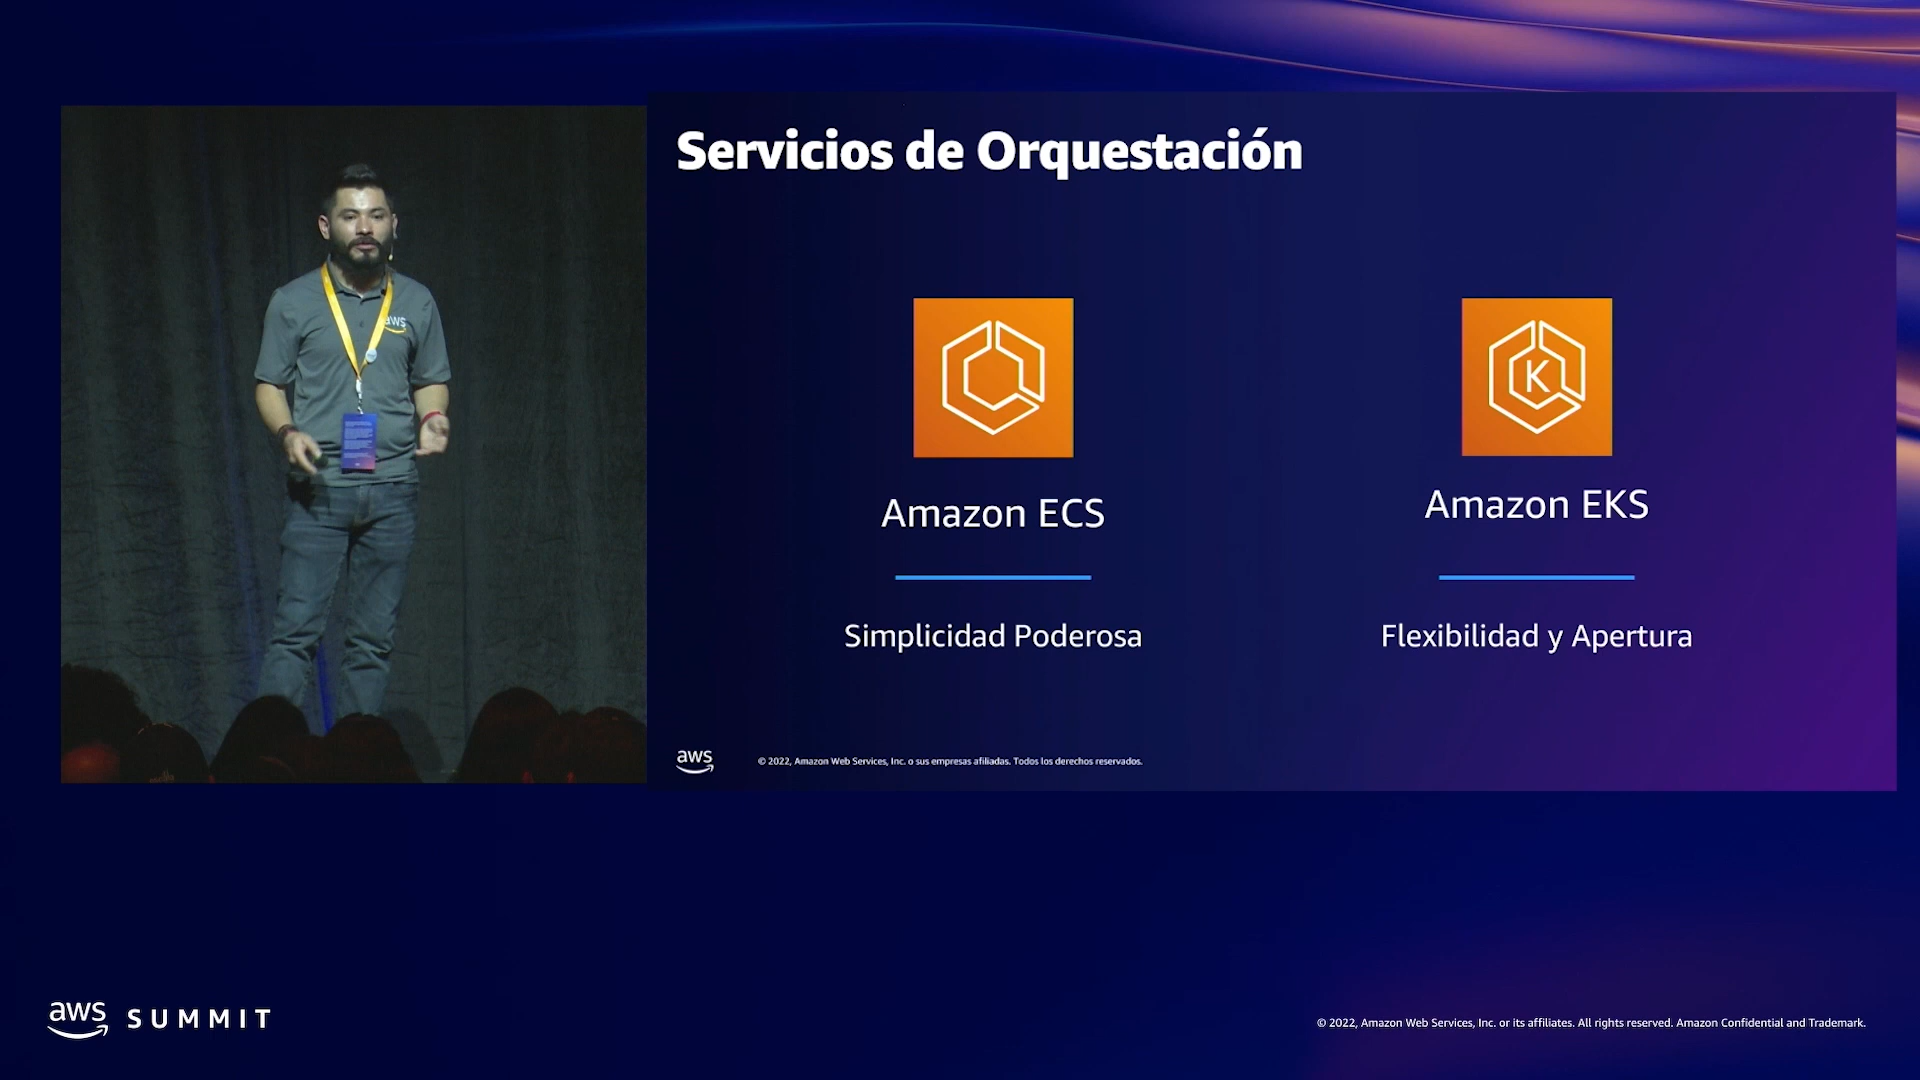 Servicios de Orquestación
aws
K
Amazon ECS
Amazon EKS
Simplicidad Poderosa
Flexibilidad y Apertura
aws
© 2022, Amazon Web Services, Inc. o sus empresas afiliadas. Todos los derechos reservados.
aws SUMMIT
© 2022, Amazon Web Services, Inc. or its affiliates. All rights reserved. Amazon Confidential and Trademark.